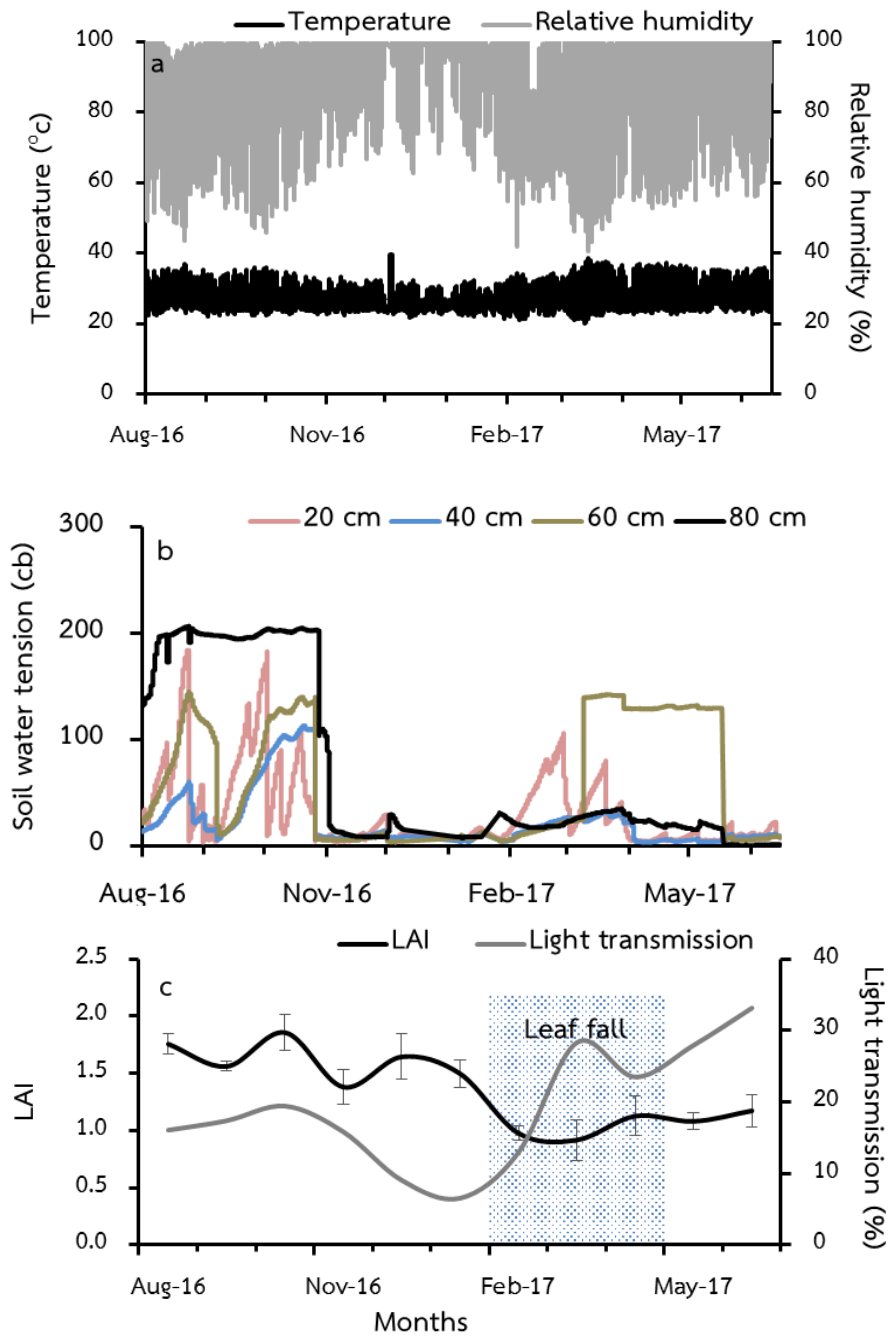 Temperature Relative humidity
a
Temperature (°c)
100
80
60
40
20
0
100
80
60
40
20
0
Relative humidity (%)
Aug-16 Nov-16 Feb-17 May-17
20 cm 40 cm 60 cm 80 cm
b
Soil water tension (cb)
300
200
100
0
Aug-16 Nov-16 Feb-17 May-17
LAI Light transmission
c
Leaf fall
LAI
2.5
2.0
1.5
1.0
0.5
0.0
40
30
20
10
0
Light transmission (%)
Aug-16 Nov-16 Feb-17 May-17
Months